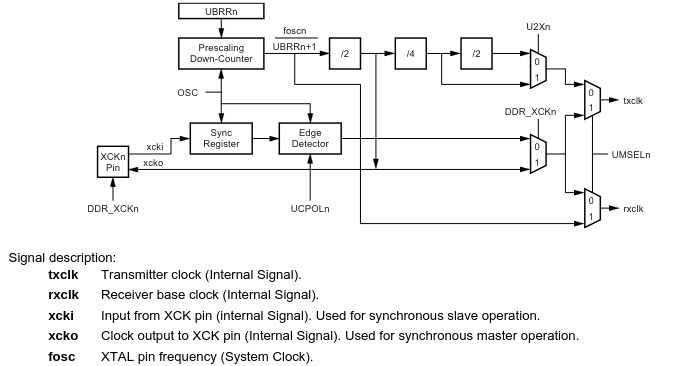 UBRRn
foscn
UBRRn+1
Prescaling
Down-Counter
/2
/4
/2
U2Xn
0
1
OSC
0
1
txclk
DDR_XCKn
Sync
Register
Edge
Detector
0
1
UMSELn
xcki
XCKn
Pin
xcko
0
1
rxclk
DDR_XCKn
UCPOLn
Signal description:
txclk Transmitter clock (Internal Signal).
rxclk Receiver base clock (Internal Signal).
xcki Input from XCK pin (internal Signal). Used for synchronous slave operation.
xcko Clock output to XCK pin (Internal Signal). Used for synchronous master operation.
fosc XTAL pin frequency (System Clock).